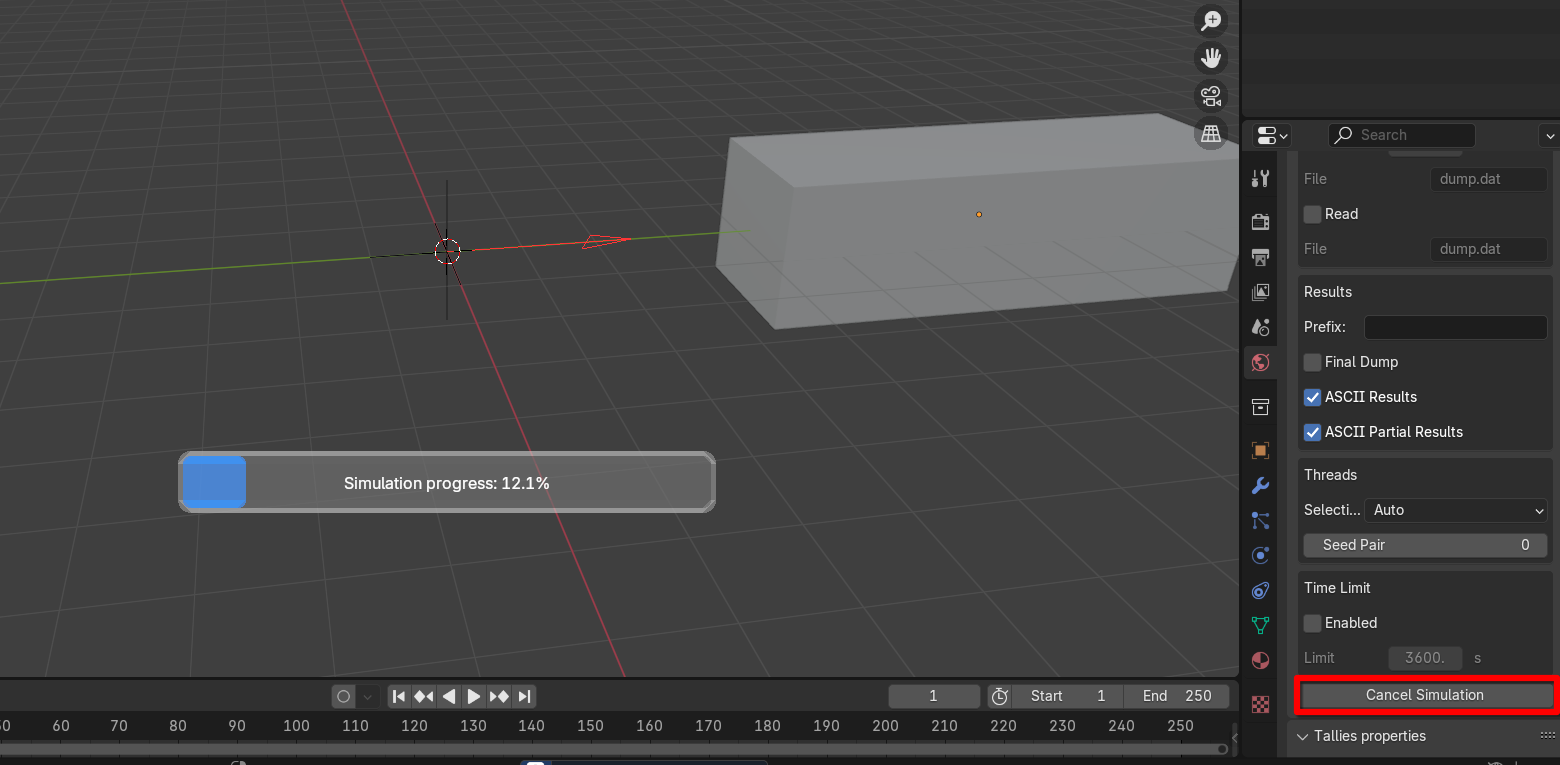 Search
File dump.dat
Read
File dump.dat
Results
Prefix:
Final Dump
ASCII Results
ASCII Partial Results
Threads
Selecti... Auto
Seed Pair 0
Time Limit
Enabled
Limit 3600. s
Cancel Simulation
Tallies properties
Simulation progress: 12.1%
1 Start 1 End 250
60 70 80 90 100 110 120 130 140 150 160 170 180 190 200 210 220 230 240 250